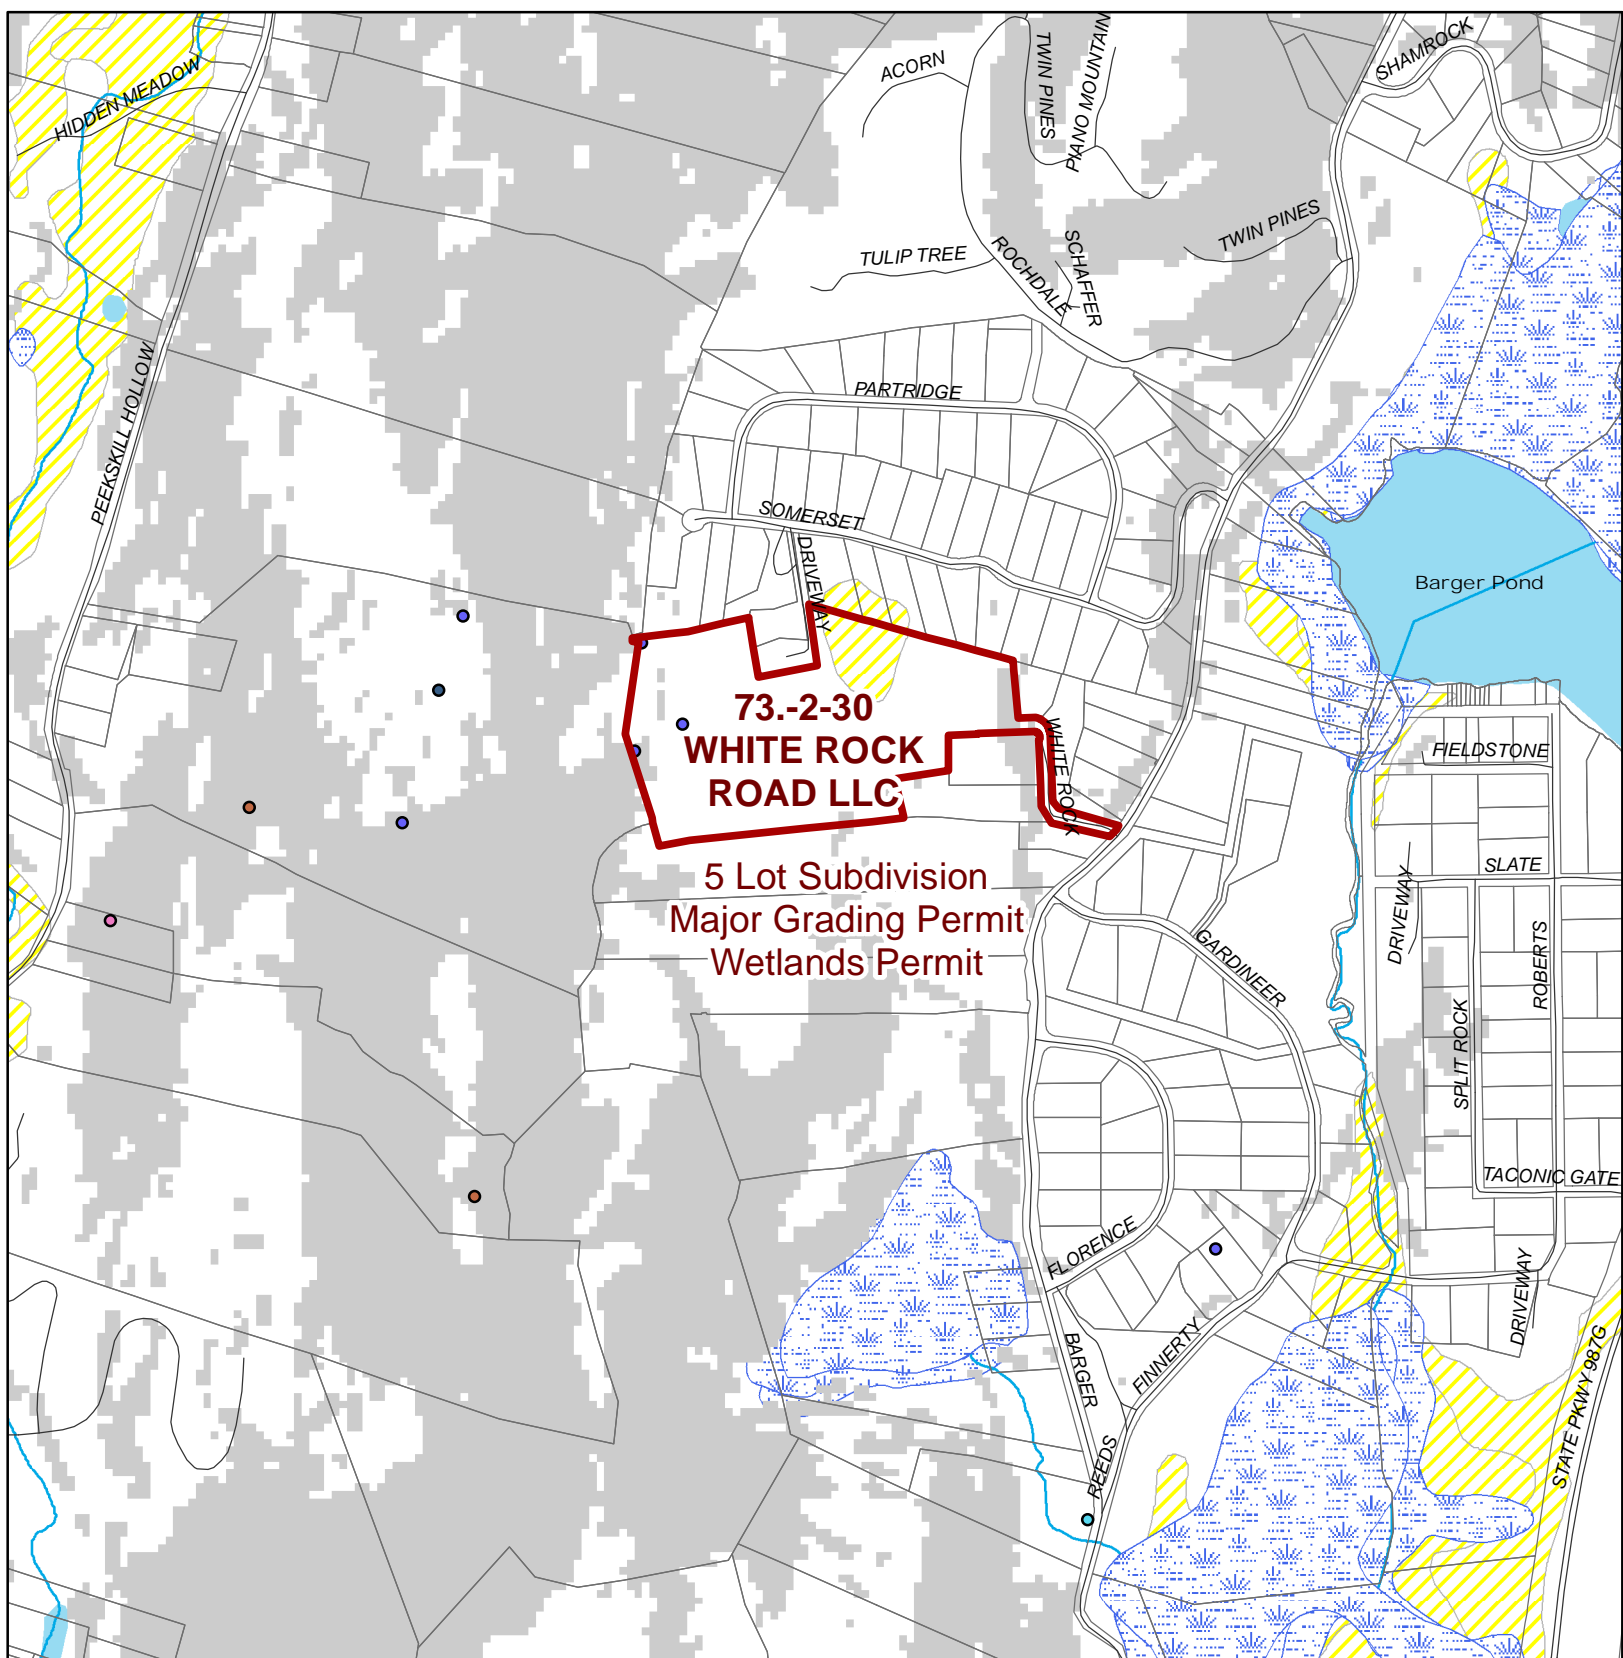 SHAMROCK
ACORN
TWIN PINES
PIANO MOUNTAIN
HIDDEN MEADOW
TWIN PINES
TULIP TREE
ROCHDALE
SCHAFFER
PEEKSKILL HOLLOW
PARTRIDGE
SOMERSET
DRIVEWAY
Barger Pond
73.-2-30
WHITE ROCK
ROAD LLC
WHITE ROCK
FIELDSTONE
5 Lot Subdivision
Major Grading Permit
Wetlands Permit
SLATE
DRIVEWAY
GARDINEER
ROBERTS
SPLIT ROCK
TACONIC GATE
FLORENCE
DRIVEWAY
BARGER
FINNERTY
STATE PKWY 987G
REEDS